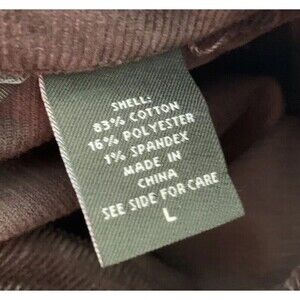 SHELL:
83% COTTON
16% POLYESTER
1% SPANDEX
MADE IN
CHINA
SEE SIDE FOR CARE
L